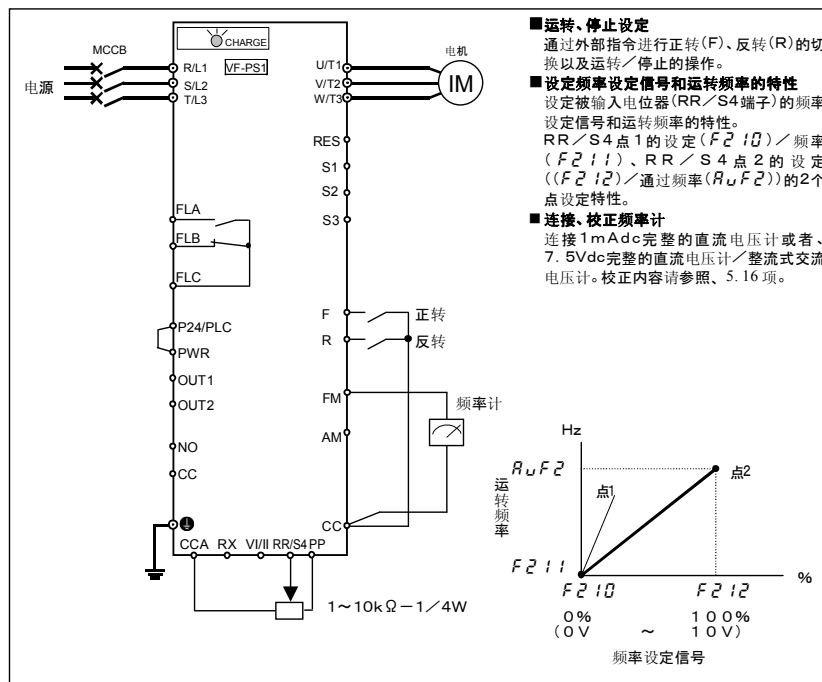 CHARGE
MCCB
R/L1
VF-PS1
U/T1
电机
电源
S/L2
V/T2
IM
T/L3
W/T3
RES
S1
S2
S3
FLA
FLB
FLC
F
正转
P24/PLC
R
反转
PWR
OUT1
FM
频率计
OUT2
AM
NO
CC
CC
CCA RX VI/II RR/S4 PP
1~10kΩ-1/4W
■运转、停止设定
通过外部指令进行正转(F)、反转(R)的切
换以及运转/停止的操作。
■设定频率设定信号和运转频率的特性
设定被输入电位器(RR/S4端子)的频率
设定信号和运转频率的特性。
RR/S4点1的设定(F210)/频率
(F211)、RR/S4点2的设定
((F212)/通过频率(AuF2))的2个
点设定特性。
■连接、校正频率计
连接1mAdc完整的直流电压计或者、
7.5Vdc完整的直流电压计/整流式交流
电压计。校正内容请参照、5.16项。
Hz
AuF2
点1
点2
运转频率
F211
%
F210 F212
0% 100%
(0V ~ 10V)
频率设定信号